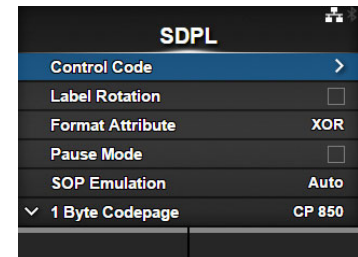 SDPL
Control Code
Label Rotation
Format Attribute XOR
Pause Mode
SOP Emulation Auto
1 Byte Codepage CP 850